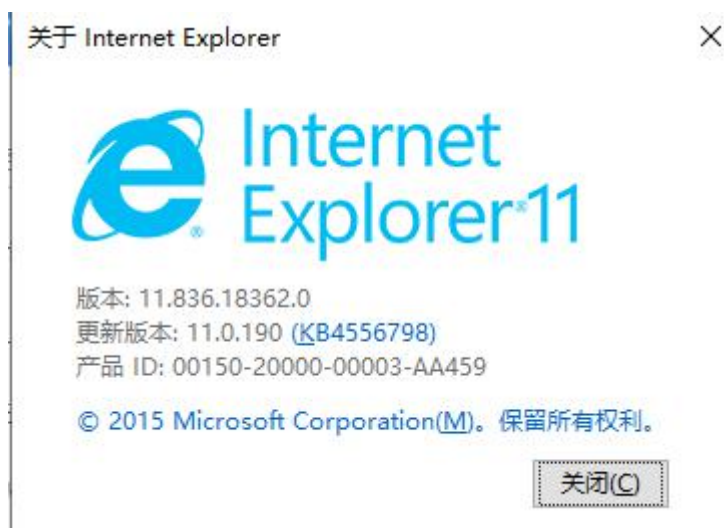 关于 Internet Explorer
Internet
Explorer®11
版本: 11.836.18362.0
更新版本: 11.0.190 (KB4556798)
产品 ID: 00150-20000-00003-AA459
© 2015 Microsoft Corporation(M)。保留所有权利。
关闭(C)